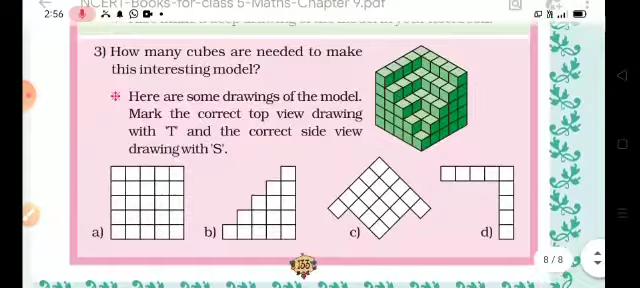 NCERT-Books-for-class 5-Maths-Chapter 9.pdf
2:56
3) How many cubes are needed to make
this interesting model?
✤ Here are some drawings of the model.
Mark the correct top view drawing
with 'T' and the correct side view
drawing with 'S'.
a) b) c) d)
133
8 / 8